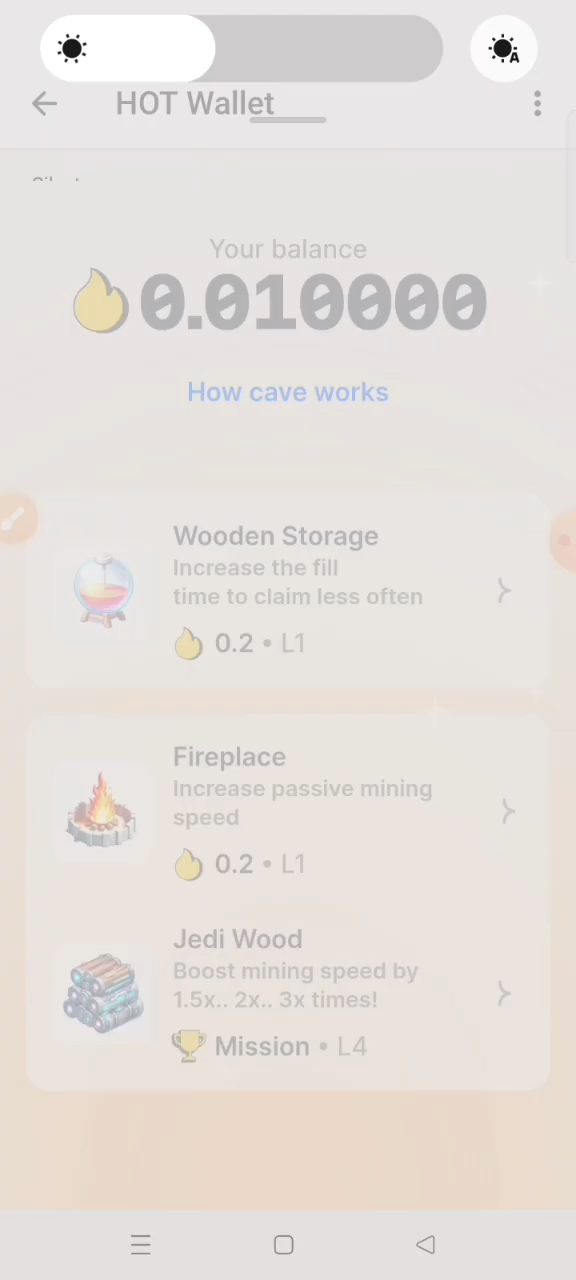 A
HOT Wallet
Your balance
0.010000
How cave works
Wooden Storage
Increase the fill
time to claim less often
0.2 • L1
Fireplace
Increase passive mining
speed
0.2 • L1
Jedi Wood
Boost mining speed by
1.5x.. 2x.. 3x times!
Mission • L4